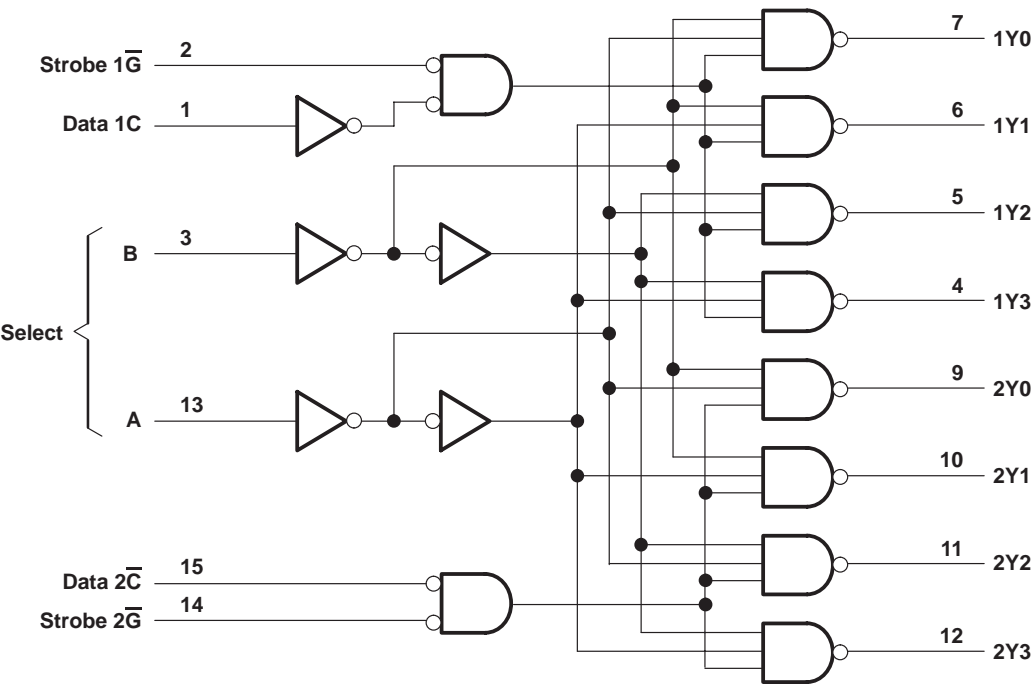 Strobe 1G̅ 2
Data 1C 1
Select
B 3
A 13
Data 2C̅ 15
Strobe 2G̅ 14
7 1Y0
6 1Y1
5 1Y2
4 1Y3
9 2Y0
10 2Y1
11 2Y2
12 2Y3